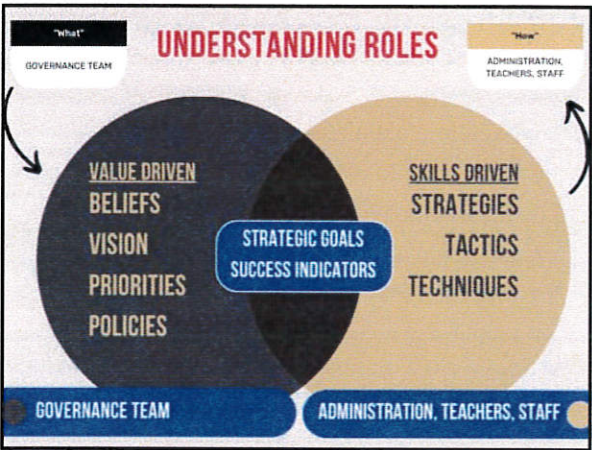 "What"
GOVERNANCE TEAM
UNDERSTANDING ROLES
"How"
ADMINISTRATION,
TEACHERS, STAFF
VALUE DRIVEN
BELIEFS
VISION
PRIORITIES
POLICIES
STRATEGIC GOALS
SUCCESS INDICATORS
SKILLS DRIVEN
STRATEGIES
TACTICS
TECHNIQUES
GOVERNANCE TEAM
ADMINISTRATION, TEACHERS, STAFF